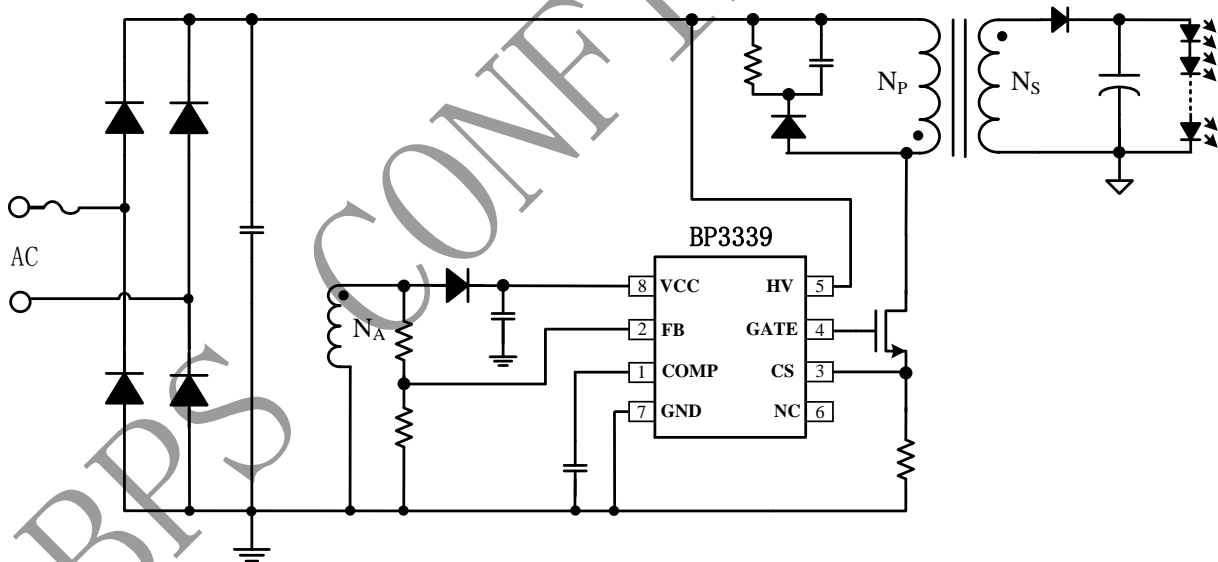 BPS CONF
N_P
N_S
AC
BP3339
8 VCC
HV 5
N_A
2 FB
GATE 4
1 COMP
CS 3
7 GND
NC 6